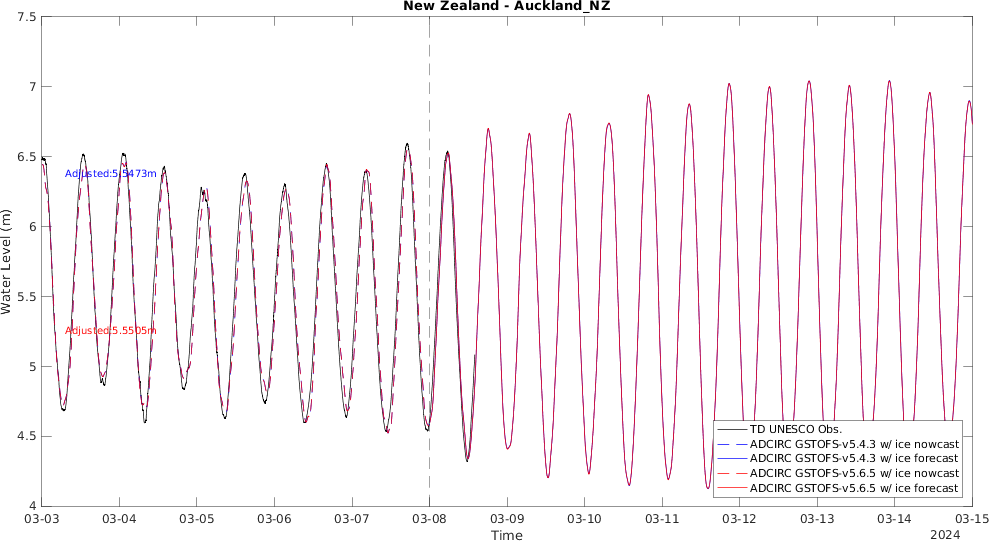 New Zealand - Auckland_NZ
7.5
7
6.5
6
5.5
5
4.5
4
Water Level (m)
Adjusted:5.5473m
Adjusted:5.5505m
TD UNESCO Obs.
ADCIRC GSTOFS-v5.4.3 w/ ice nowcast
ADCIRC GSTOFS-v5.4.3 w/ ice forecast
ADCIRC GSTOFS-v5.6.5 w/ ice nowcast
ADCIRC GSTOFS-v5.6.5 w/ ice forecast
03-03 03-04 03-05 03-06 03-07 03-08 03-09 03-10 03-11 03-12 03-13 03-14 03-15
Time
2024